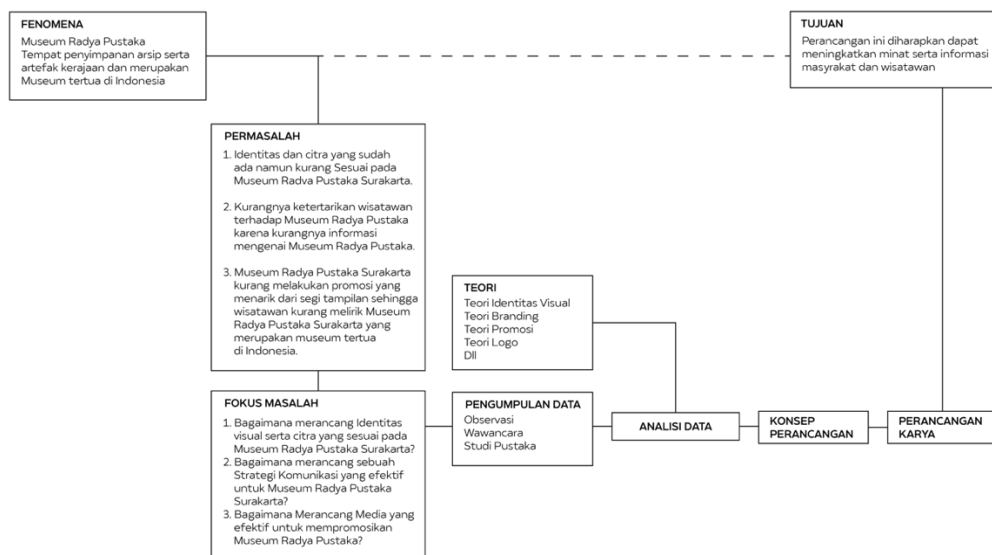 FENOMENA
Museum Radya Pustaka
Tempat penyimpanan arsip serta
artefak kerajaan dan merupakan
Museum tertua di Indonesia
TUJUAN
Perancangan ini diharapkan dapat
meningkatkan minat serta informasi
masyrakat dan wisatawan
PERMASALAH
1. Identitas dan citra yang sudah
ada namun kurang Sesuai pada
Museum Radva Pustaka Surakarta.
2. Kurangnya ketertarikan wisatawan
terhadap Museum Radya Pustaka
karena kurangnya informasi
mengenai Museum Radya Pustaka.
3. Museum Radya Pustaka Surakarta
kurang melakukan promosi yang
menarik dari segi tampilan sehingga
wisatawan kurang melirik Museum
Radya Pustaka Surakarta yang
merupakan museum tertua
di Indonesia.
TEORI
Teori Identitas Visual
Teori Branding
Teori Promosi
Teori Logo
Dll
FOKUS MASALAH
1. Bagaimana merancang Identitas
visual serta citra yang sesuai pada
Museum Radya Pustaka Surakarta?
2. Bagaimana merancang sebuah
Strategi Komunikasi yang efektif
untuk Museum Radya Pustaka
Surakarta?
3. Bagaimana Merancang Media yang
efektif untuk mempromosikan
Museum Radya Pustaka?
PENGUMPULAN DATA
Observasi
Wawancara
Studi Pustaka
ANALISI DATA
KONSEP
PERANCANGAN
PERANCANGAN
KARYA